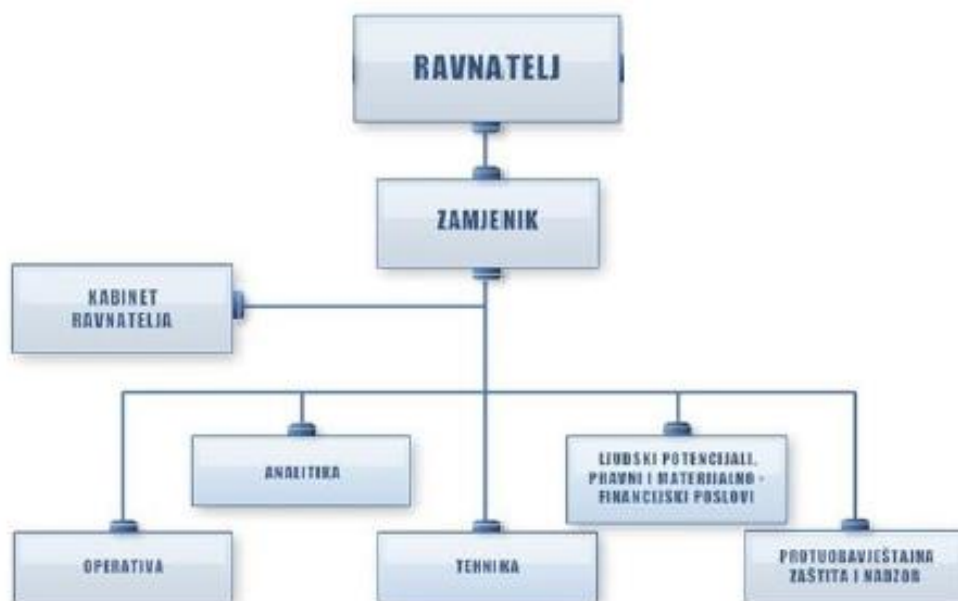 RAVNATELJ
ZAMJENIK
KABINET
RAVNATELJA
ANALITIKA
LJUDSKI POTENCIJALI,
PRAVNI I MATERIJALNO -
FINANCIJSKI POSLOVI
OPERATIVA
TEHNIKA
PROTUOBAVJEŠTAJNA
ZAŠTITA I NADZOR